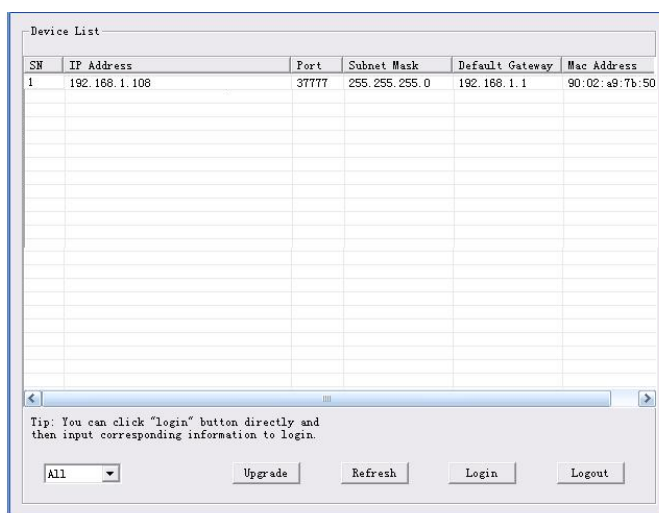 Device List
SN IP Address Port Subnet Mask Default Gateway Mac Address
1 192.168.1.108 37777 255.255.255.0 192.168.1.1 90:02:a9:7b:50
Tip: You can click "login" button directly and
then input corresponding information to login.
All Upgrade Refresh Login Logout